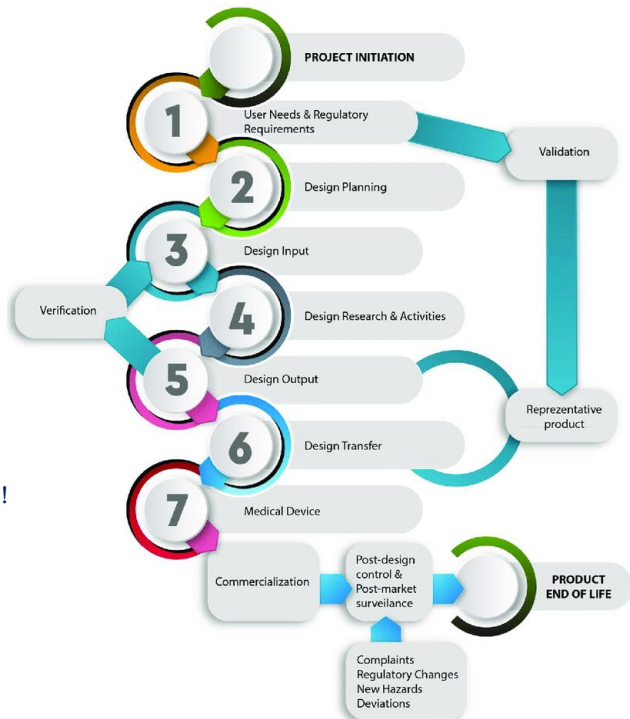 PROJECT INITIATION
1
User Needs & Regulatory
Requirements
Validation
2
Design Planning
3
Design Input
Verification
4
Design Research & Activities
5
Design Output
Reprezentative
product
6
Design Transfer
!
7
Medical Device
Commercialization
Post-design
control &
Post-market
surveilance
PRODUCT
END OF LIFE
Complaints
Regulatory Changes
New Hazards
Deviations